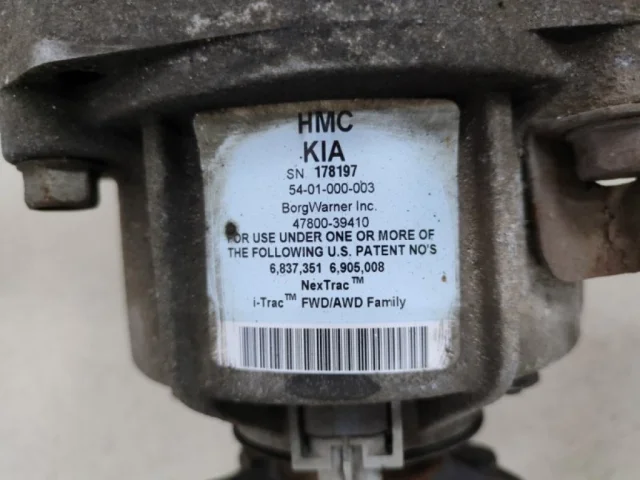 HMC
KIA
SN 178197
54-01-000-003
BorgWarner Inc.
47800-39410
FOR USE UNDER ONE OR MORE OF
THE FOLLOWING U.S. PATENT NO'S
6,837,351 6,905,008
NexTrac™
i-Trac™ FWD/AWD Family